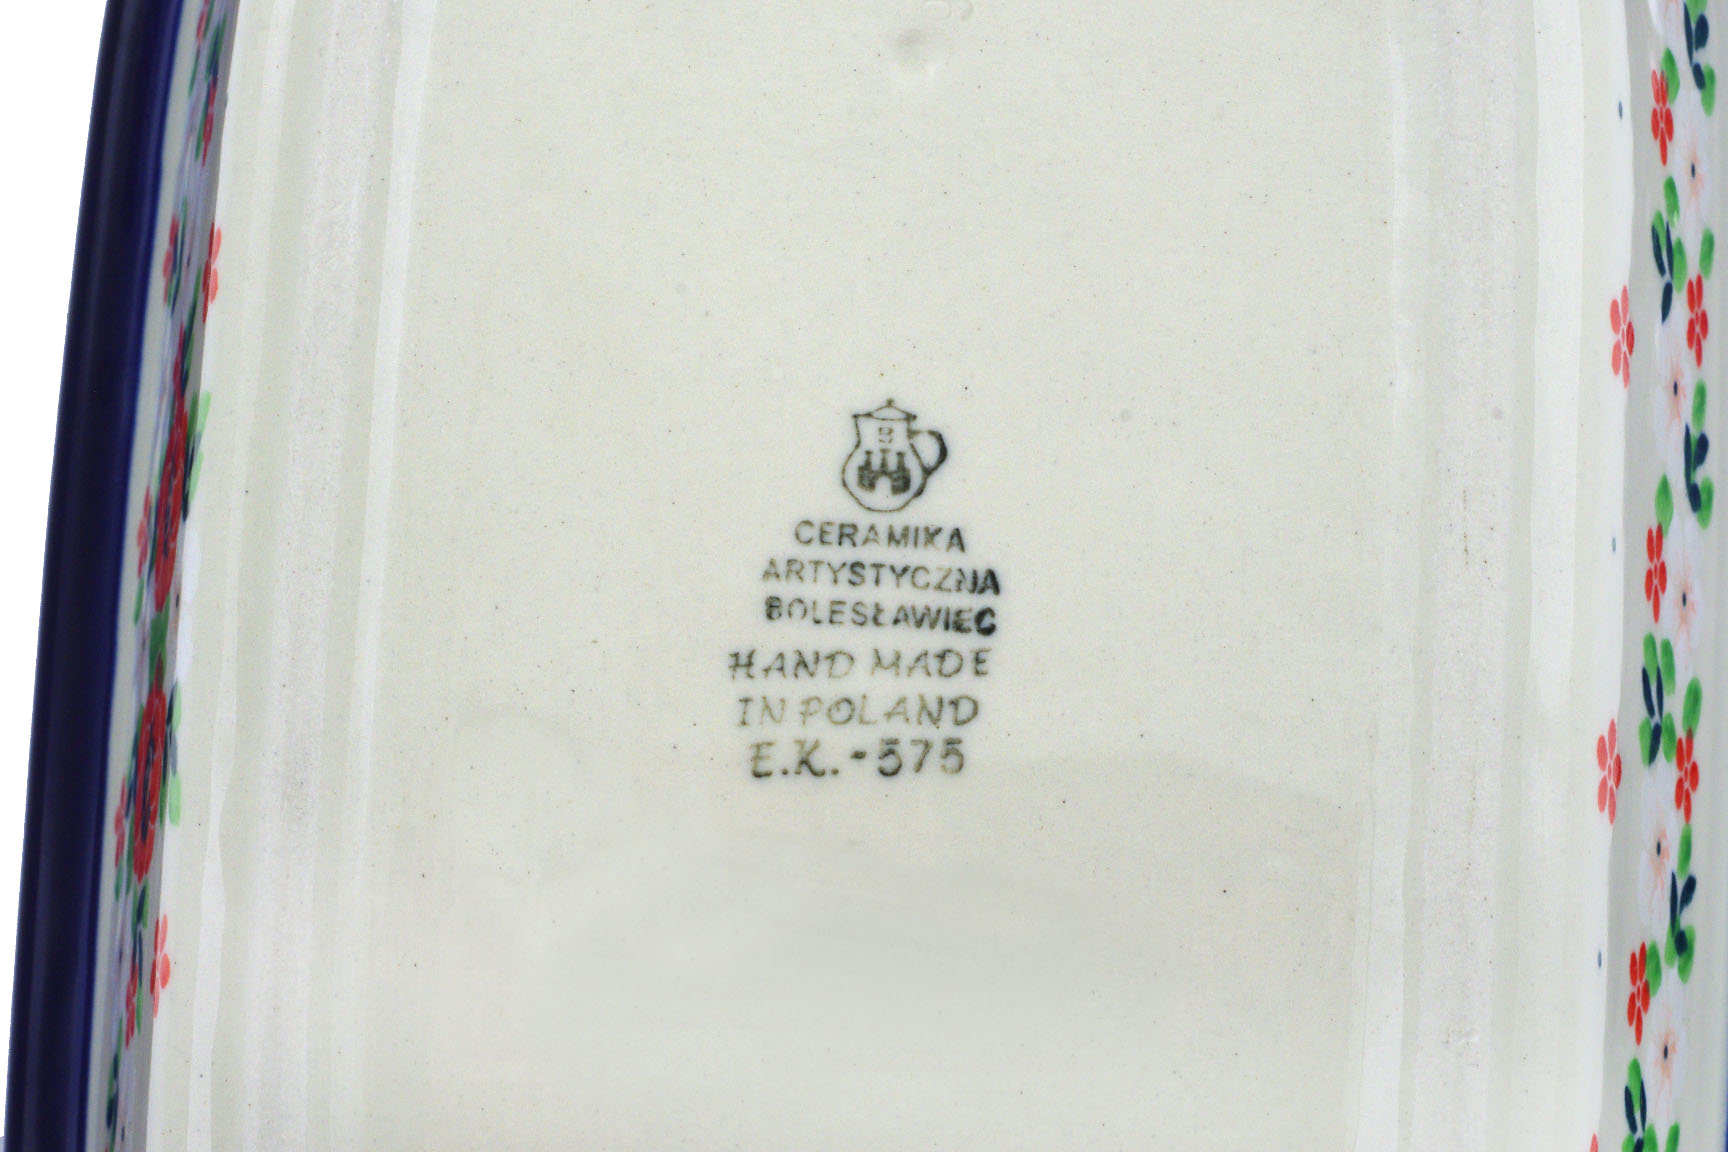 CERAMIKA
ARTYSTYCZNA
BOLESŁAWIEC
HAND MADE
IN POLAND
E.K.-575